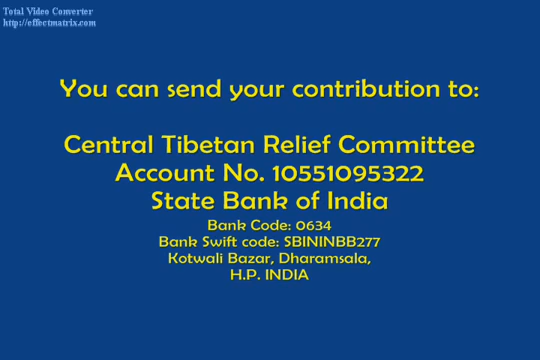 Total Video Converter
http://effectmatrix.com
You can send your contribution to:
Central Tibetan Relief Committee
Account No. 10551095322
State Bank of India
Bank Code: 0634
Bank Swift code: SBININBB277
Kotwali Bazar, Dharamsala,
H.P. INDIA